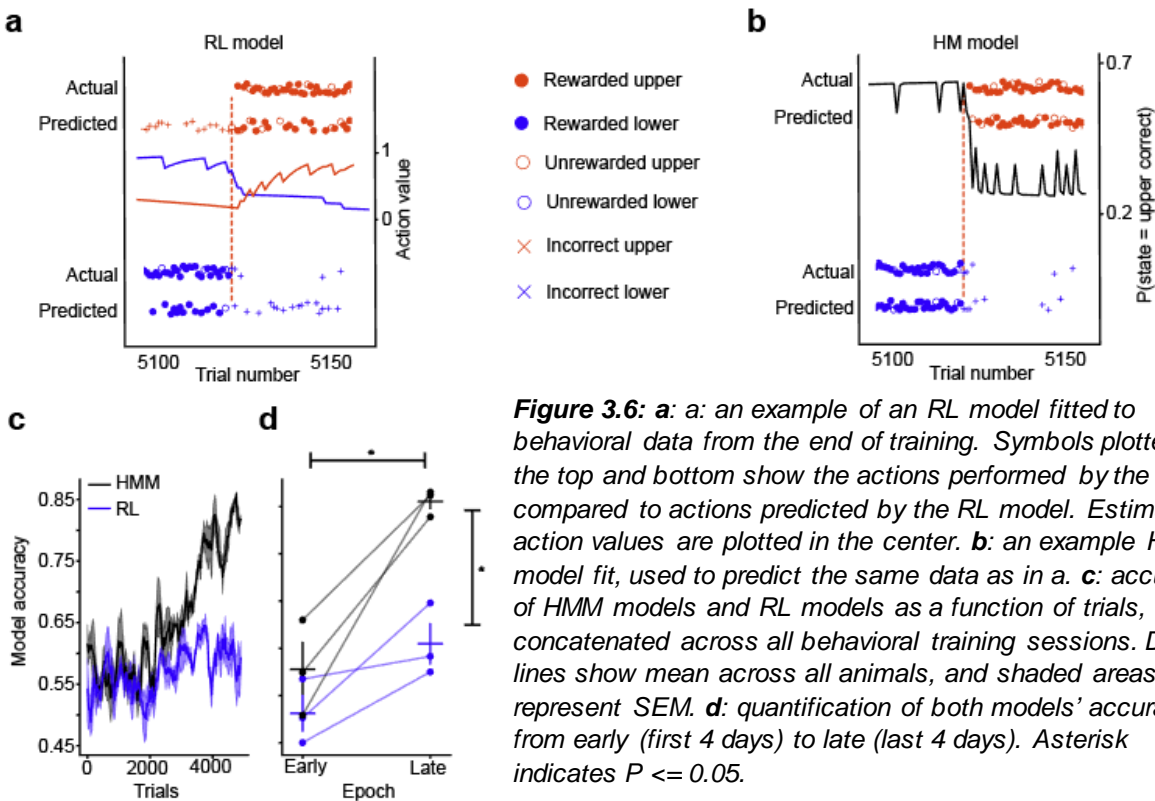 a
RL model
Actual
Predicted
1
0
Action value
Actual
Predicted
5100
5150
Trial number
Rewarded upper
Rewarded lower
Unrewarded upper
Unrewarded lower
Incorrect upper
Incorrect lower
b
HM model
0.7
Actual
Predicted
0.2
P(state = upper correct)
Actual
Predicted
5100
5150
Trial number
c
HMM
RL
0.85
0.75
0.65
0.55
0.45
Model accuracy
0
2000
4000
Trials
d
*
*
Early
Late
Epoch
Figure 3.6: a: a: an example of an RL model fitted to
behavioral data from the end of training. Symbols plotte
the top and bottom show the actions performed by the
compared to actions predicted by the RL model. Estim
action values are plotted in the center. b: an example H
model fit, used to predict the same data as in a. c: accu
of HMM models and RL models as a function of trials,
concatenated across all behavioral training sessions. D
lines show mean across all animals, and shaded areas
represent SEM. d: quantification of both models' accura
from early (first 4 days) to late (last 4 days). Asterisk
indicates P <= 0.05.